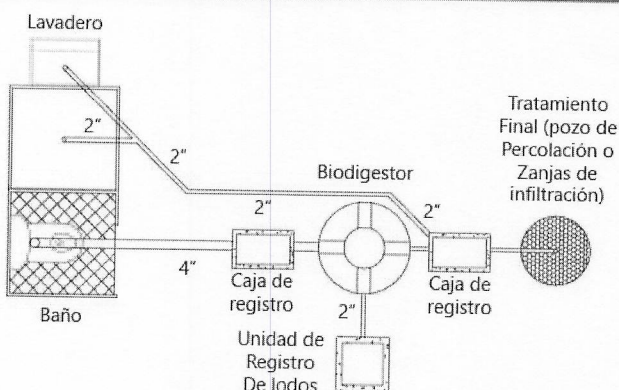 Lavadero
2"
2"
2"
Biodigestor
2"
Tratamiento
Final (pozo de
Percolación o
Zanjas de
infiltración)
4"
Caja de
registro
Caja de
registro
Baño
2"
Unidad de
Registro
De lodos